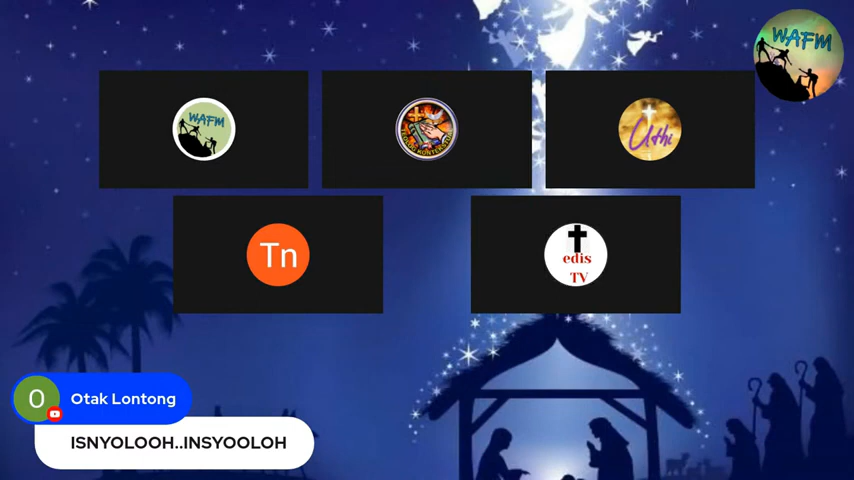 WAFM
WAFM
Uthi
Tn
edis
TV
O
Otak Lontong
ISNYOLOOH..INSYOOLOH